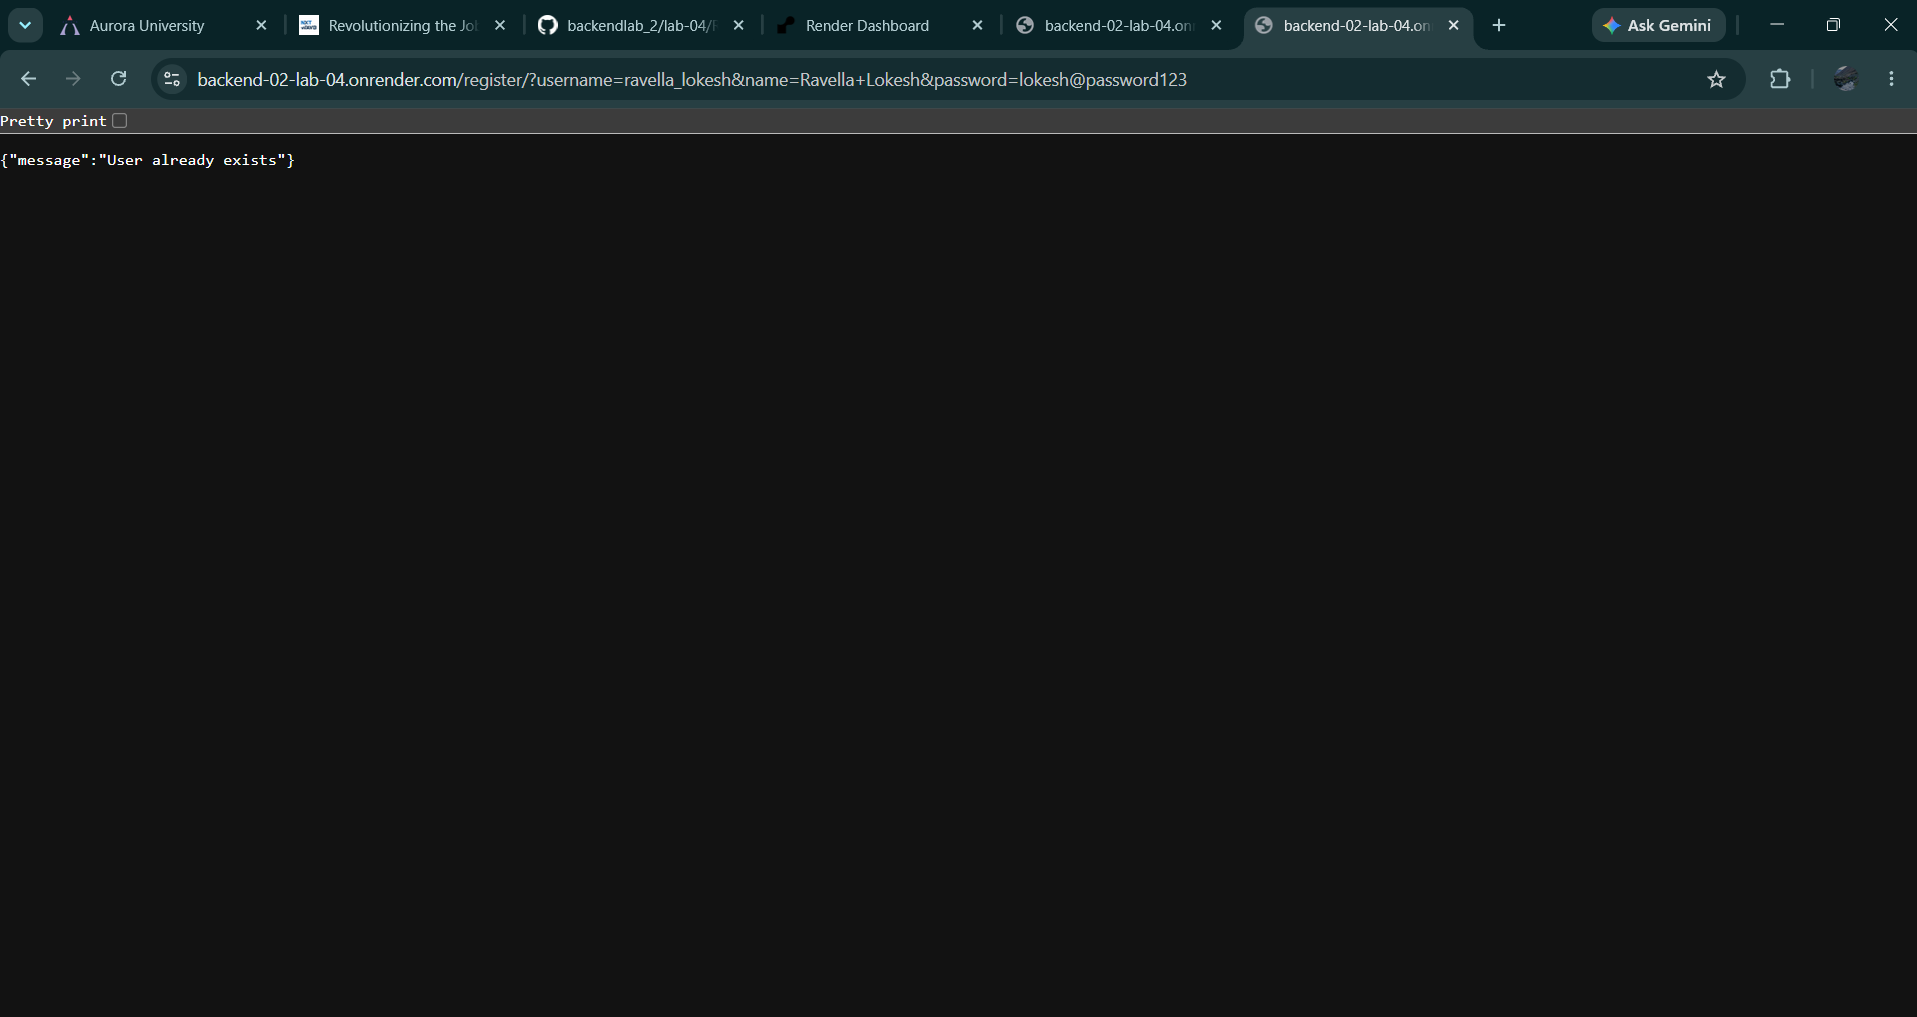 Aurora University
Revolutionizing the Jo
backendlab_2/lab-04/
Render Dashboard
backend-02-lab-04.on
backend-02-lab-04.on
Ask Gemini
backend-02-lab-04.onrender.com/register/?username=ravella_lokesh&name=Ravella+Lokesh&password=lokesh@password123
Pretty print
{"message":"User already exists"}